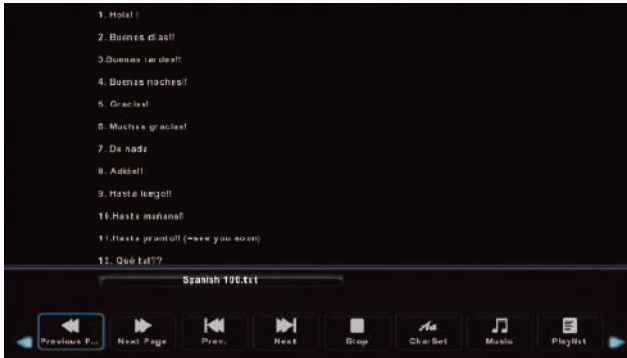 1. Hola! !
2. Buenos dias!!
3.Buenas tardes!!
4. Buenas noches!!
5. Gracias!
6. Muchas gracias!
7. De nada
8. Adiós!!
9. Hasta luego!!
10.Hasta mañana!!
11.Hasta pronto!! (=see you soon)
12. Qué tal??
Spanish 100.txt
Previous P...
Next Page
Prev.
Next
Stop
CharSet
Music
Playlist